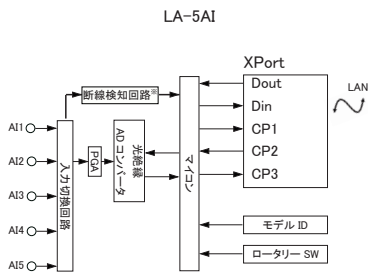 LA-5AI
XPort
断線検知回路※
Dout
LAN
Din
AI1
CP1
AI2
入力切換回路
PGA
光絶縁
ADコンバータ
マイコン
CP2
AI3
CP3
AI4
モデル ID
AI5
ロータリー SW